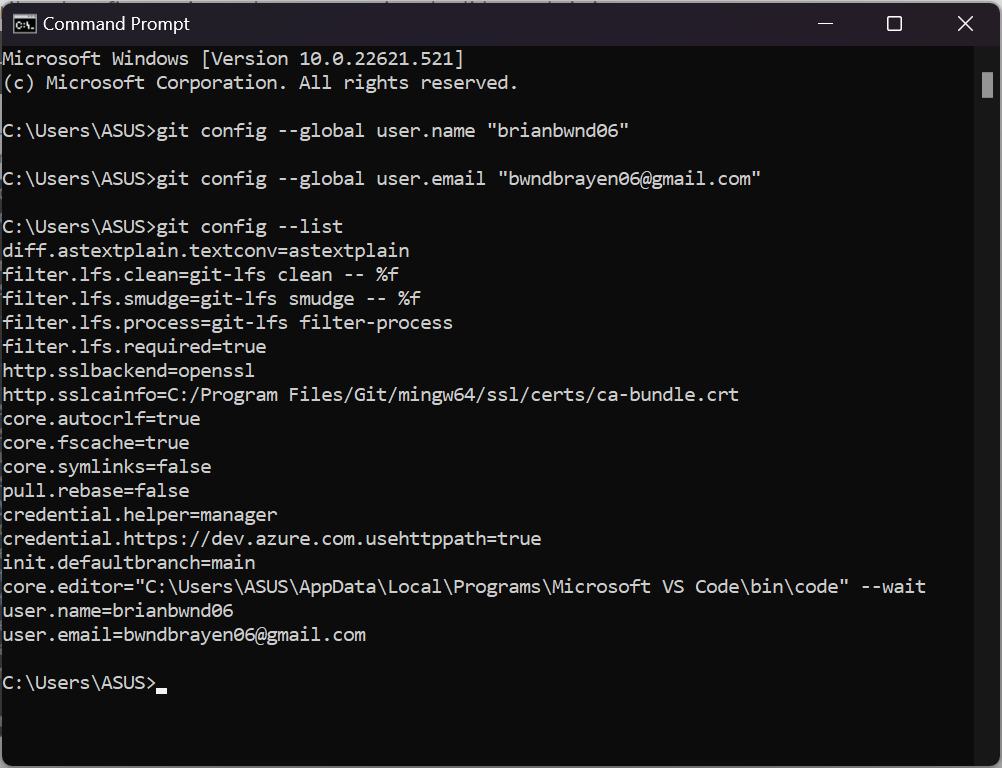 Command Prompt
Microsoft Windows [Version 10.0.22621.521]
(c) Microsoft Corporation. All rights reserved.
C:\Users\ASUS>git config --global user.name "brianbwnd06"
C:\Users\ASUS>git config --global user.email "bwndbrayen06@gmail.com"
C:\Users\ASUS>git config --list
diff.astextplain.textconv=astextplain
filter.lfs.clean=git-lfs clean -- %f
filter.lfs.smudge=git-lfs smudge -- %f
filter.lfs.process=git-lfs filter-process
filter.lfs.required=true
http.sslbackend=openssl
http.sslcainfo=C:/Program Files/Git/mingw64/ssl/certs/ca-bundle.crt
core.autocrlf=true
core.fscache=true
core.symlinks=false
pull.rebase=false
credential.helper=manager
credential.https://dev.azure.com.usehttppath=true
init.defaultbranch=main
core.editor="C:\Users\ASUS\AppData\Local\Programs\Microsoft VS Code\bin\code" --wait
user.name=brianbwnd06
user.email=bwndbrayen06@gmail.com
C:\Users\ASUS>